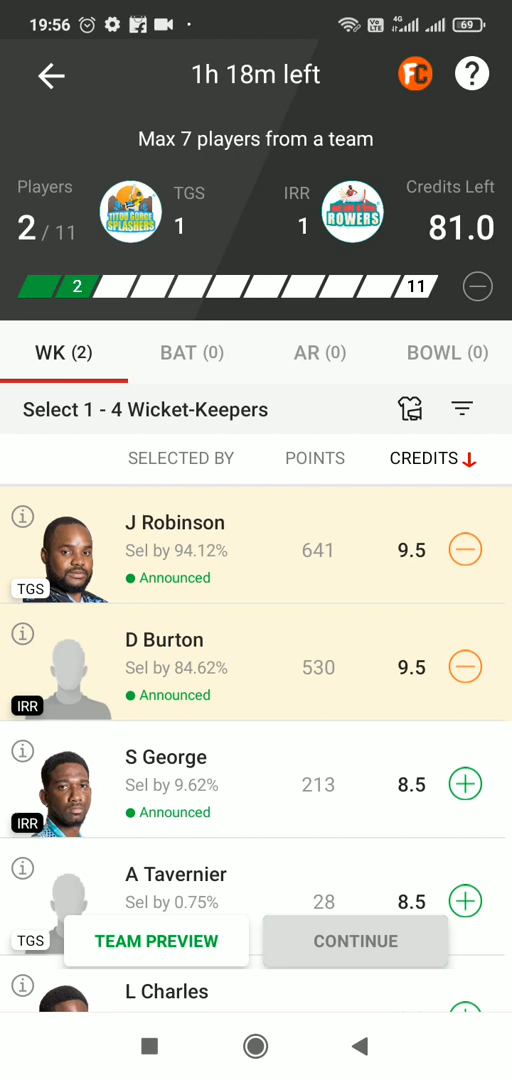 19:56
Vo LTE 4G 69
1h 18m left
FC
?
Max 7 players from a team
Players
TGS
IRR
Credits Left
2 / 11
TITOU GORGE SPLASHERS
1
1
ROWERS
81.0
2
11
WK (2)
BAT (0)
AR (0)
BOWL (0)
Select 1 - 4 Wicket-Keepers
SELECTED BY
POINTS
CREDITS
J Robinson
Sel by 94.12%
641
9.5
Announced
TGS
D Burton
Sel by 84.62%
530
9.5
Announced
IRR
S George
Sel by 9.62%
213
8.5
Announced
IRR
A Tavernier
Sel by 0.75%
28
8.5
TGS
TEAM PREVIEW
CONTINUE
L Charles